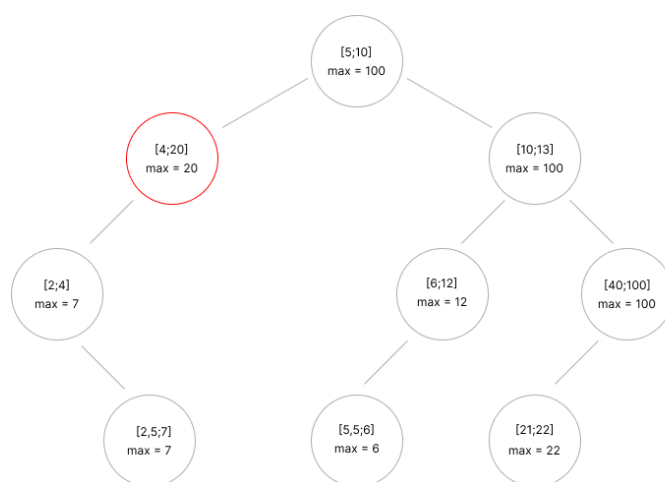 [5;10]
max = 100
[4;20]
max = 20
[10;13]
max = 100
[2;4]
max = 7
[6;12]
max = 12
[40;100]
max = 100
[2,5;7]
max = 7
[5,5;6]
max = 6
[21;22]
max = 22